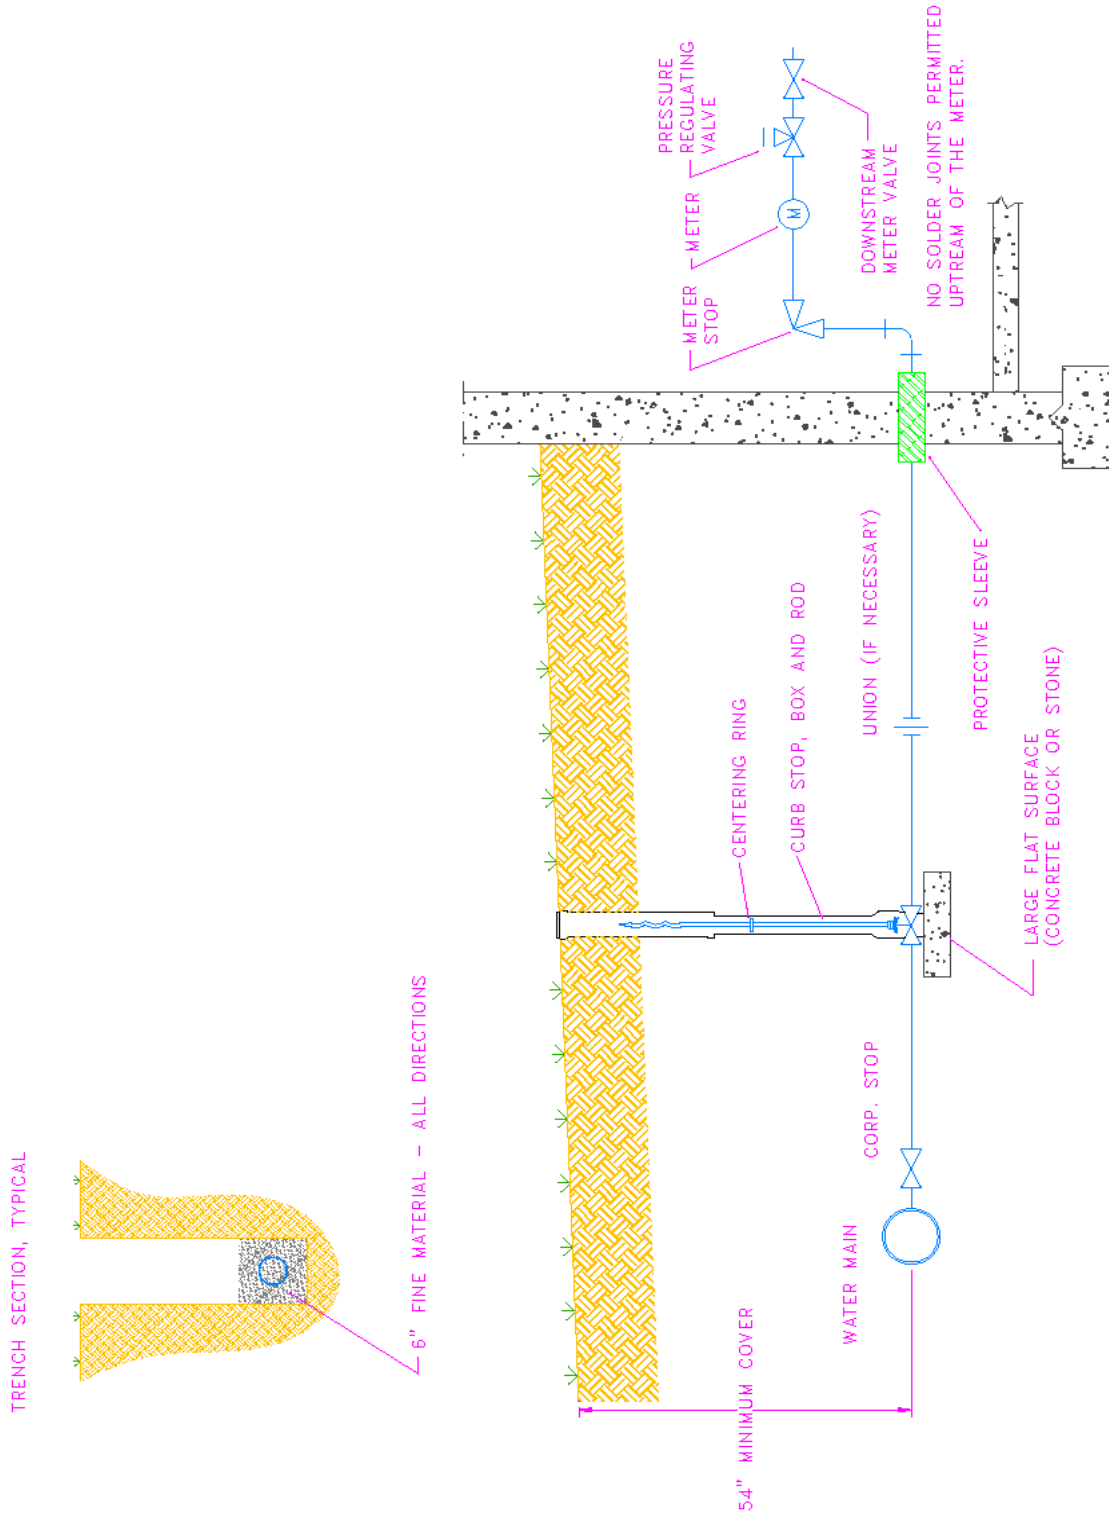 TRENCH SECTION, TYPICAL
6" FINE MATERIAL - ALL DIRECTIONS
54" MINIMUM COVER
WATER MAIN
CORP. STOP
CENTERING RING
CURB STOP, BOX AND ROD
UNION (IF NECESSARY)
LARGE FLAT SURFACE
(CONCRETE BLOCK OR STONE)
PROTECTIVE SLEEVE
METER
STOP
METER
M
PRESSURE
REGULATING
VALVE
DOWNSTREAM
METER VALVE
NO SOLDER JOINTS PERMITTED
UPTREAM OF THE METER.